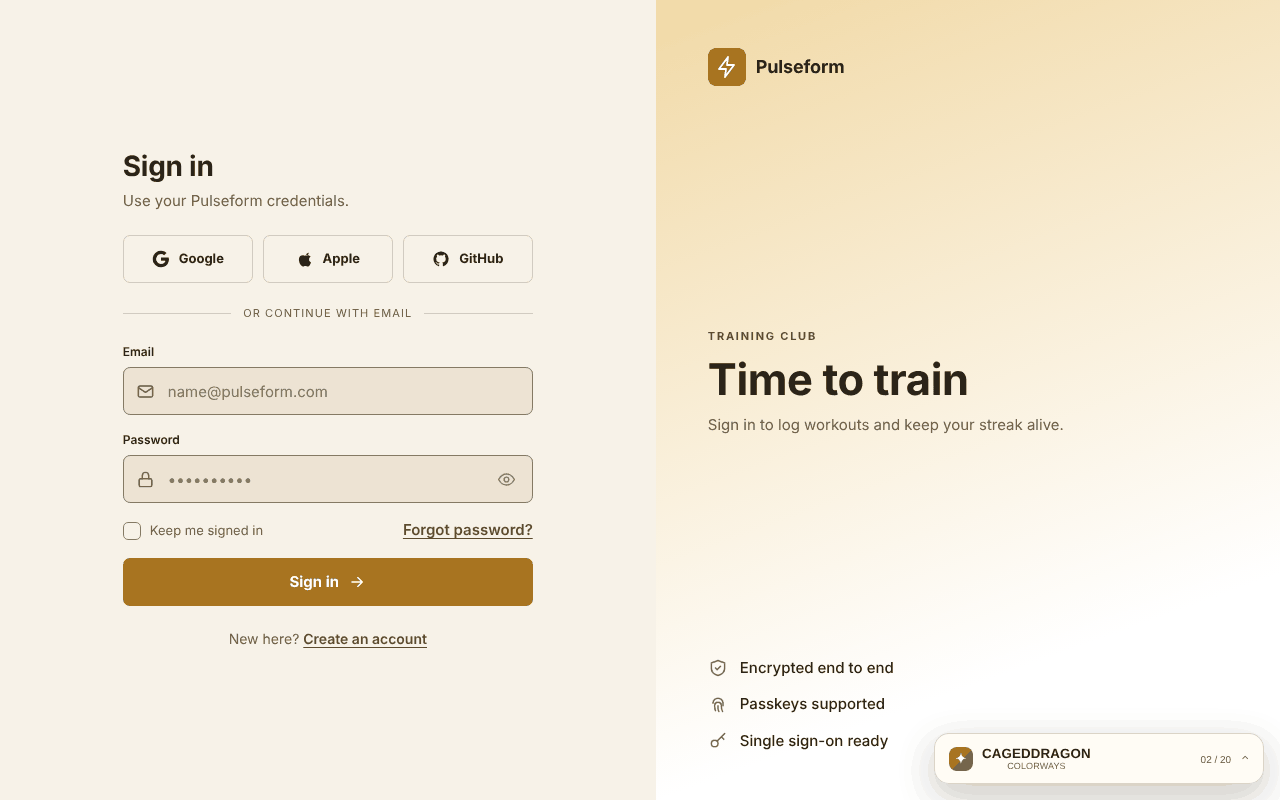 Sign in
Use your Pulseform credentials.
Google
Apple
GitHub
OR CONTINUE WITH EMAIL
Email
name@pulseform.com
Password
••••••••••
Keep me signed in
Forgot password?
Sign in →
New here? Create an account
Pulseform
TRAINING CLUB
Time to train
Sign in to log workouts and keep your streak alive.
Encrypted end to end
Passkeys supported
Single sign-on ready
CAGEDDRAGON
COLORWAYS
02 / 20